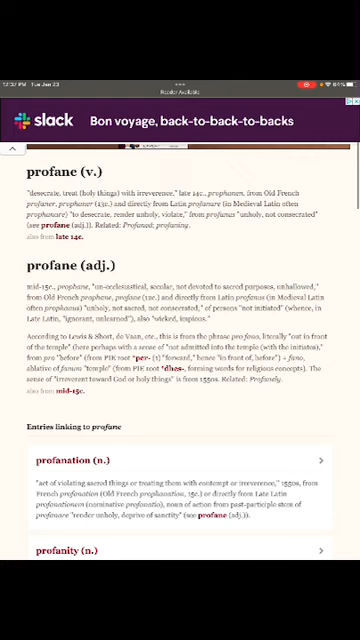 12:37 PM Tue Jan 23
64%
Reader Available
slack Bon voyage, back-to-back-to-backs
profane (v.)
"desecrate, treat (holy things) with irreverence," late 14c., prophanen, from Old French
profaner, prophaner (13c.) and directly from Latin profanare (in Medieval Latin often
prophanare) "to desecrate, render unholy, violate," from profanus "unholy, not consecrated"
(see profane (adj.)). Related: Profaned; profaning.
also from late 14c.
profane (adj.)
mid-15c., prophane, "un-ecclesiastical, secular, not devoted to sacred purposes, unhallowed,"
from Old French prophane, profane (12c.) and directly from Latin profanus (in Medieval Latin
often prophanus) "unholy, not sacred, not consecrated," of persons "not initiated" (whence, in
Late Latin, "ignorant, unlearned"), also "wicked, impious."
According to Lewis & Short, de Vaan, etc., this is from the phrase pro fano, literally "out in front
of the temple" (here perhaps with a sense of "not admitted into the temple (with the initiates),"
from pro "before" (from PIE root *per- (1) "forward," hence "in front of, before") + fano,
ablative of fanum "temple" (from PIE root *dhes-, forming words for religious concepts). The
sense of "irreverent toward God or holy things" is from 1550s. Related: Profanely.
also from mid-15c.
Entries linking to profane
profanation (n.)
"act of violating sacred things or treating them with contempt or irreverence," 1550s, from
French profanation (Old French prophanation, 15c.) or directly from Late Latin
profanationem (nominative profanatio), noun of action from past-participle stem of
profanare "render unholy, deprive of sanctity" (see profane (adj.)).
profanity (n.)